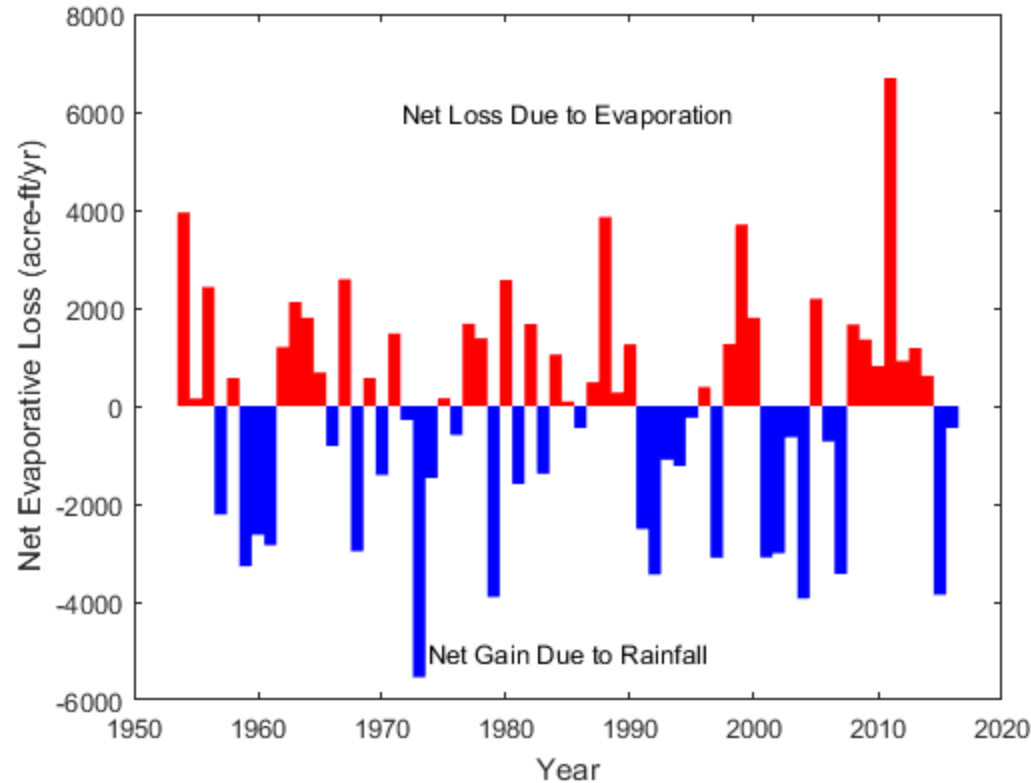 8000
6000
4000
2000
0
-2000
-4000
-6000
Net Evaporative Loss (acre-ft/yr)
Net Loss Due to Evaporation
Net Gain Due to Rainfall
1950 1960 1970 1980 1990 2000 2010 2020
Year